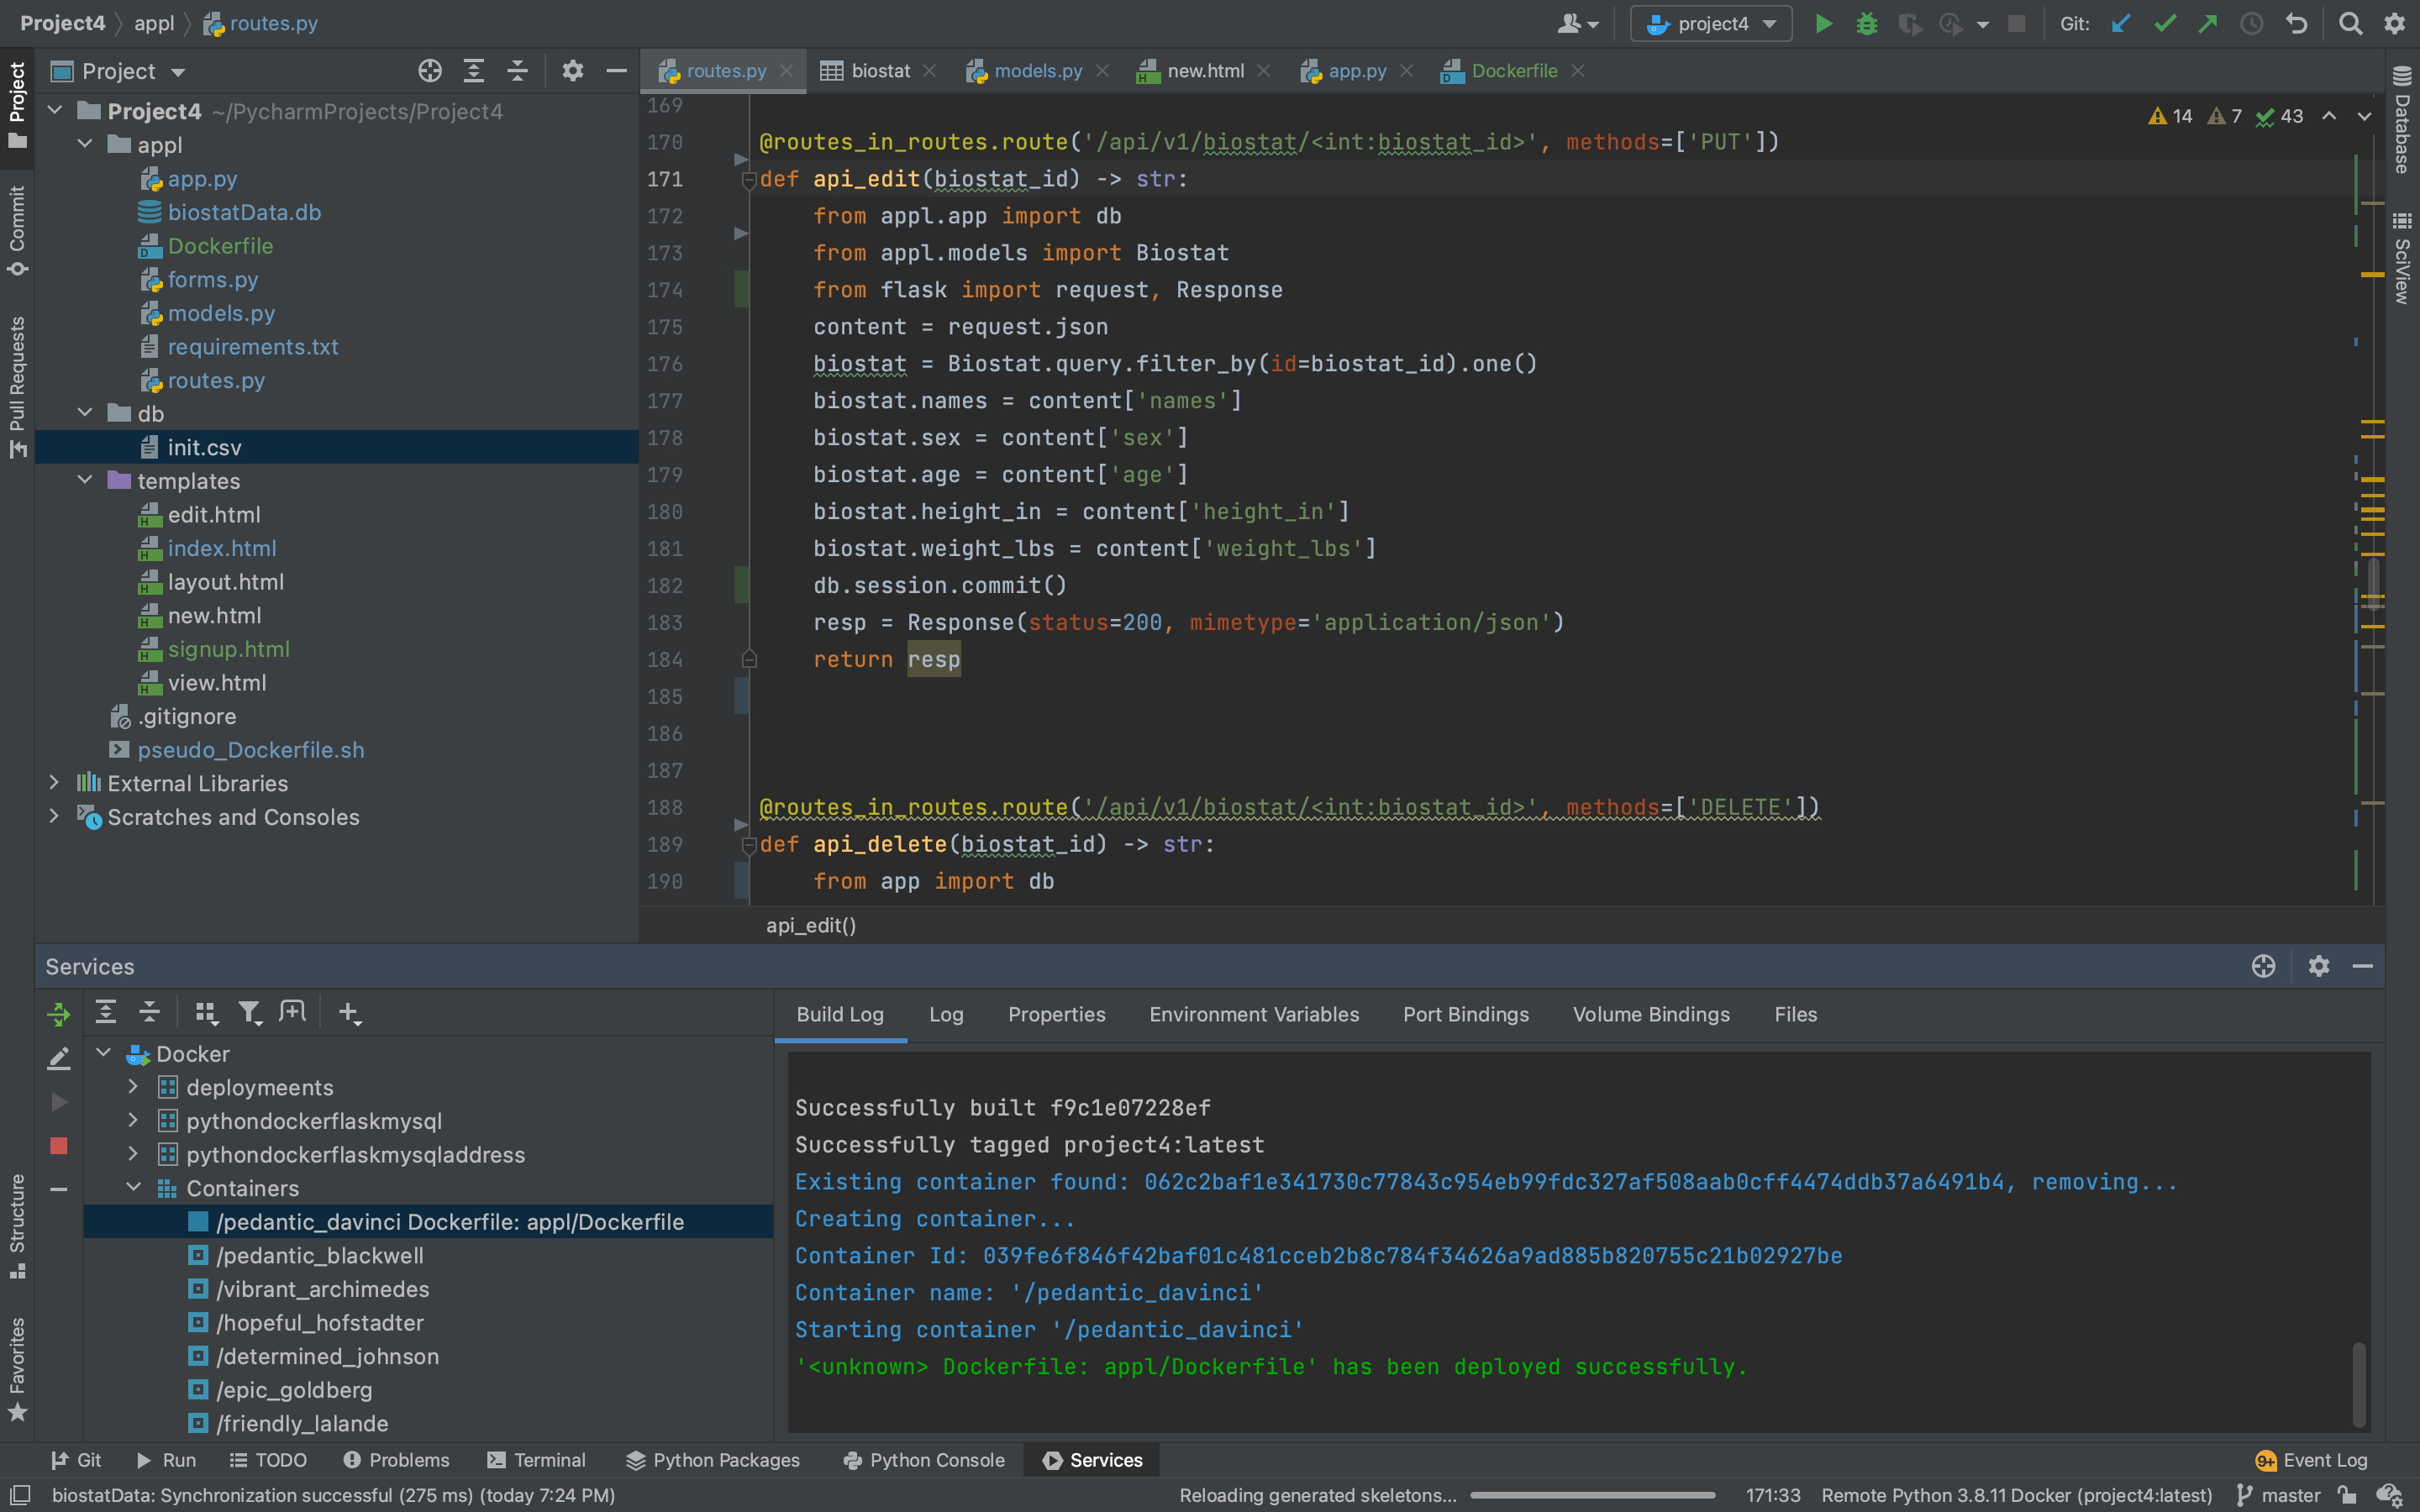 Project4 appl routes.py project4 Git:
Project
routes.py biostat models.py new.html app.py Dockerfile
Project
Commit
Pull Requests
Structure
Favorites
Database
SciView
Project4 ~/PycharmProjects/Project4
appl
app.py
biostatData.db
Dockerfile
forms.py
models.py
requirements.txt
routes.py
db
init.csv
templates
edit.html
index.html
layout.html
new.html
signup.html
view.html
.gitignore
pseudo_Dockerfile.sh
External Libraries
Scratches and Consoles
14 7 43
169
170 @routes_in_routes.route('/api/v1/biostat/<int:biostat_id>', methods=['PUT'])
171 def api_edit(biostat_id) -> str:
172 from appl.app import db
173 from appl.models import Biostat
174 from flask import request, Response
175 content = request.json
176 biostat = Biostat.query.filter_by(id=biostat_id).one()
177 biostat.names = content['names']
178 biostat.sex = content['sex']
179 biostat.age = content['age']
180 biostat.height_in = content['height_in']
181 biostat.weight_lbs = content['weight_lbs']
182 db.session.commit()
183 resp = Response(status=200, mimetype='application/json')
184 return resp
185
186
187
188 @routes_in_routes.route('/api/v1/biostat/<int:biostat_id>', methods=['DELETE'])
189 def api_delete(biostat_id) -> str:
190 from app import db
api_edit()
Services
Build Log Log Properties Environment Variables Port Bindings Volume Bindings Files
Docker
deploymeents
pythondockerflaskmysql
pythondockerflaskmysqladdress
Containers
/pedantic_davinci Dockerfile: appl/Dockerfile
/pedantic_blackwell
/vibrant_archimedes
/hopeful_hofstadter
/determined_johnson
/epic_goldberg
/friendly_lalande
Successfully built f9c1e07228ef
Successfully tagged project4:latest
Existing container found: 062c2baf1e341730c77843c954eb99fdc327af508aab0cff4474ddb37a6491b4, removing...
Creating container...
Container Id: 039fe6f846f42baf01c481cceb2b8c784f34626a9ad885b820755c21b02927be
Container name: '/pedantic_davinci'
Starting container '/pedantic_davinci'
'<unknown> Dockerfile: appl/Dockerfile' has been deployed successfully.
Git Run TODO Problems Terminal Python Packages Python Console Services 9+ Event Log
biostatData: Synchronization successful (275 ms) (today 7:24 PM) Reloading generated skeletons... 171:33 Remote Python 3.8.11 Docker (project4:latest) master